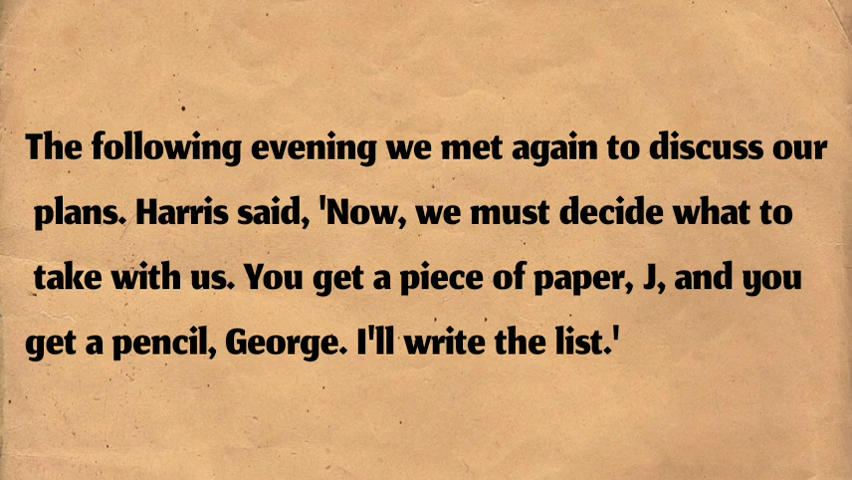 The following evening we met again to discuss our
plans. Harris said, 'Now, we must decide what to
take with us. You get a piece of paper, J, and you
get a pencil, George. I'll write the list.'